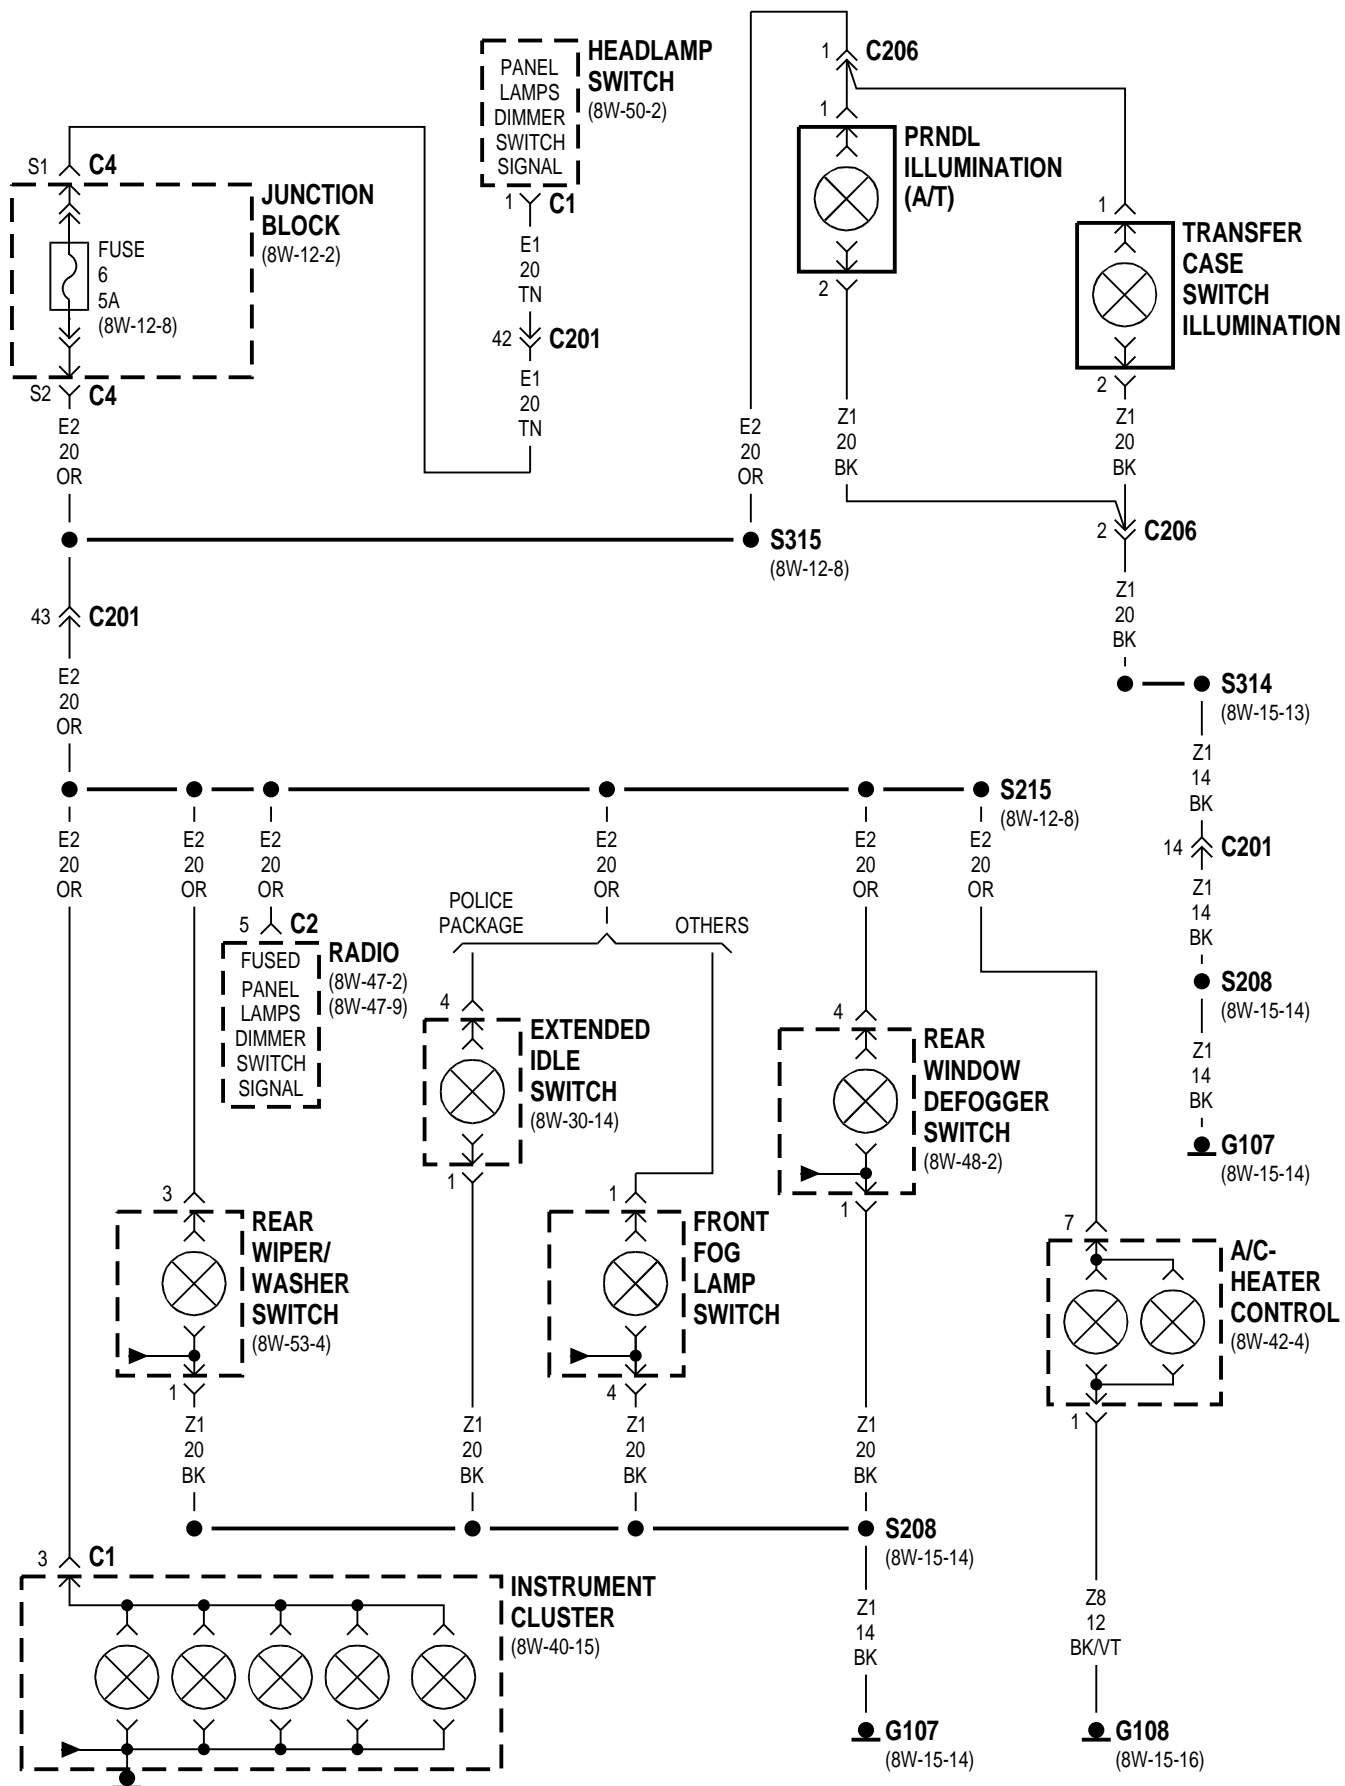 1 C206
HEADLAMP
SWITCH
(8W-50-2)
PANEL
LAMPS
DIMMER
SWITCH
SIGNAL
1 C1
E1
20
TN
42 C201
E1
20
TN
S1 C4
JUNCTION
BLOCK
(8W-12-2)
FUSE
6
5A
(8W-12-8)
S2 C4
E2
20
OR
1
PRNDL
ILLUMINATION
(A/T)
2
1
TRANSFER
CASE
SWITCH
ILLUMINATION
2
E2
20
OR
Z1
20
BK
Z1
20
BK
S315
(8W-12-8)
2 C206
Z1
20
BK
43 C201
E2
20
OR
S314
(8W-15-13)
Z1
14
BK
S215
(8W-12-8)
14 C201
Z1
14
BK
S208
(8W-15-14)
Z1
14
BK
G107
(8W-15-14)
E2
20
OR
E2
20
OR
E2
20
OR
E2
20
OR
E2
20
OR
E2
20
OR
5 C2
RADIO
(8W-47-2)
(8W-47-9)
FUSED
PANEL
LAMPS
DIMMER
SWITCH
SIGNAL
POLICE
PACKAGE
OTHERS
4
EXTENDED
IDLE
SWITCH
(8W-30-14)
1
4
REAR
WINDOW
DEFOGGER
SWITCH
(8W-48-2)
1
3
REAR
WIPER/
WASHER
SWITCH
(8W-53-4)
1
1
FRONT
FOG
LAMP
SWITCH
4
7
A/C-
HEATER
CONTROL
(8W-42-4)
1
Z1
20
BK
Z1
20
BK
Z1
20
BK
Z1
20
BK
S208
(8W-15-14)
3 C1
INSTRUMENT
CLUSTER
(8W-40-15)
Z1
14
BK
G107
(8W-15-14)
Z8
12
BK/VT
G108
(8W-15-16)